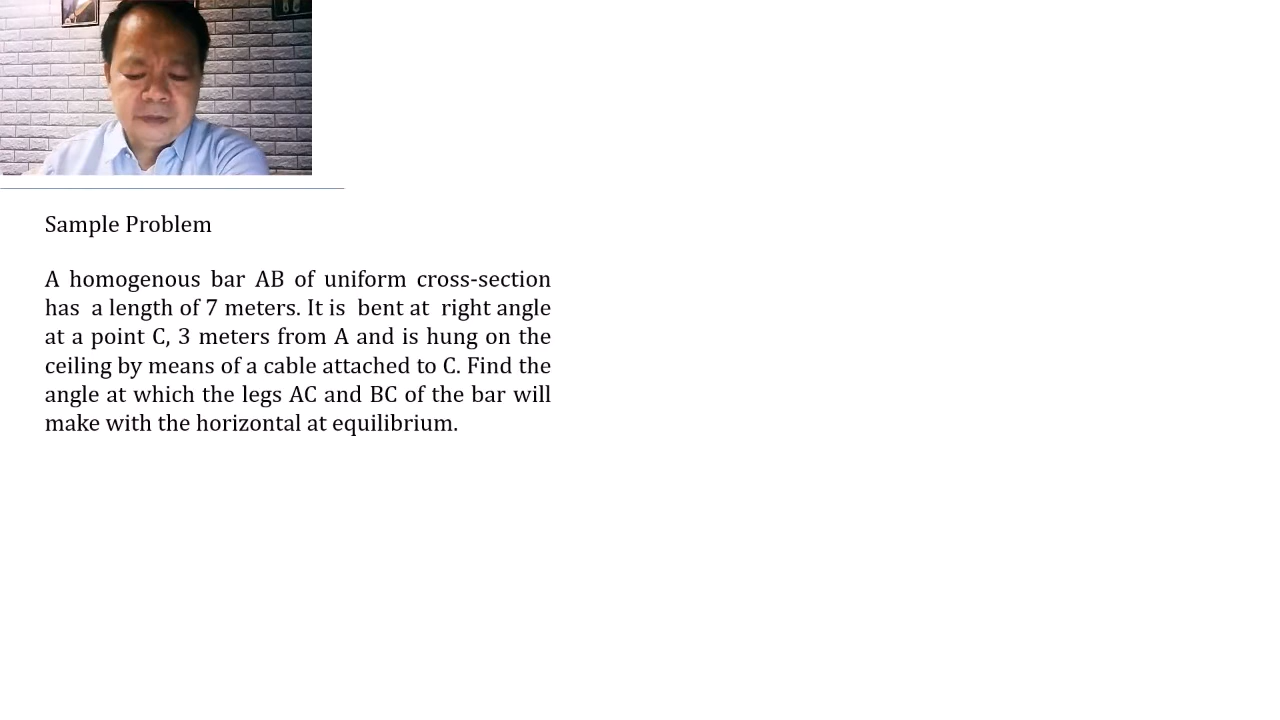 Sample Problem
A homogenous bar AB of uniform cross-section
has a length of 7 meters. It is bent at right angle
at a point C, 3 meters from A and is hung on the
ceiling by means of a cable attached to C. Find the
angle at which the legs AC and BC of the bar will
make with the horizontal at equilibrium.